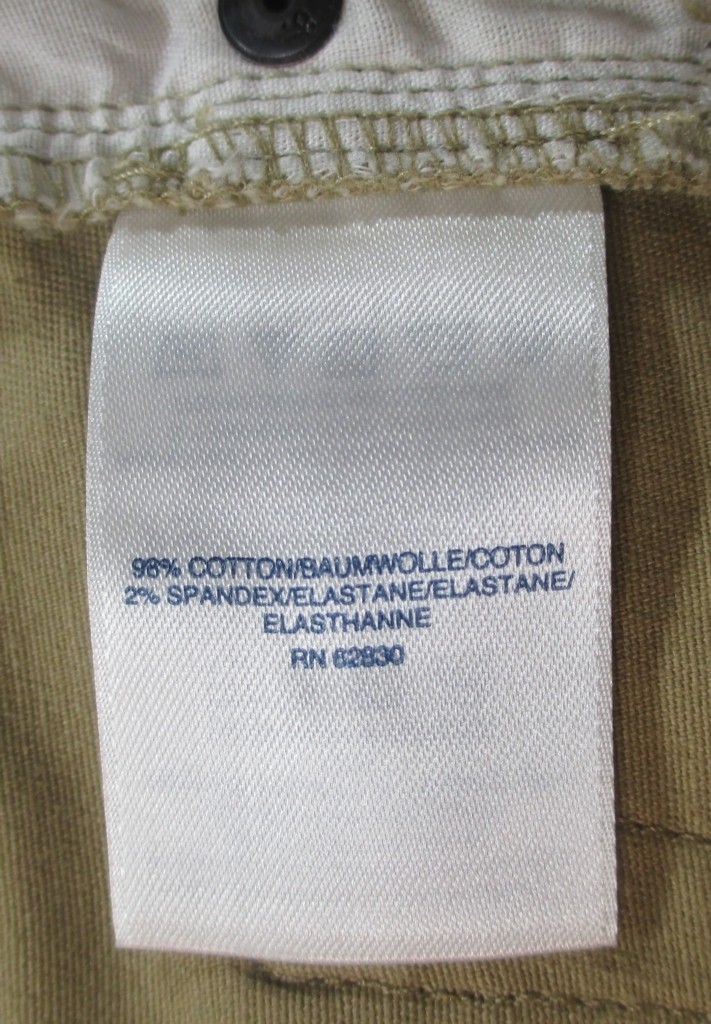 98% COTTON/BAUMWOLLE/COTON
2% SPANDEX/ELASTANE/ELASTANE/
ELASTHANNE
RN 62830